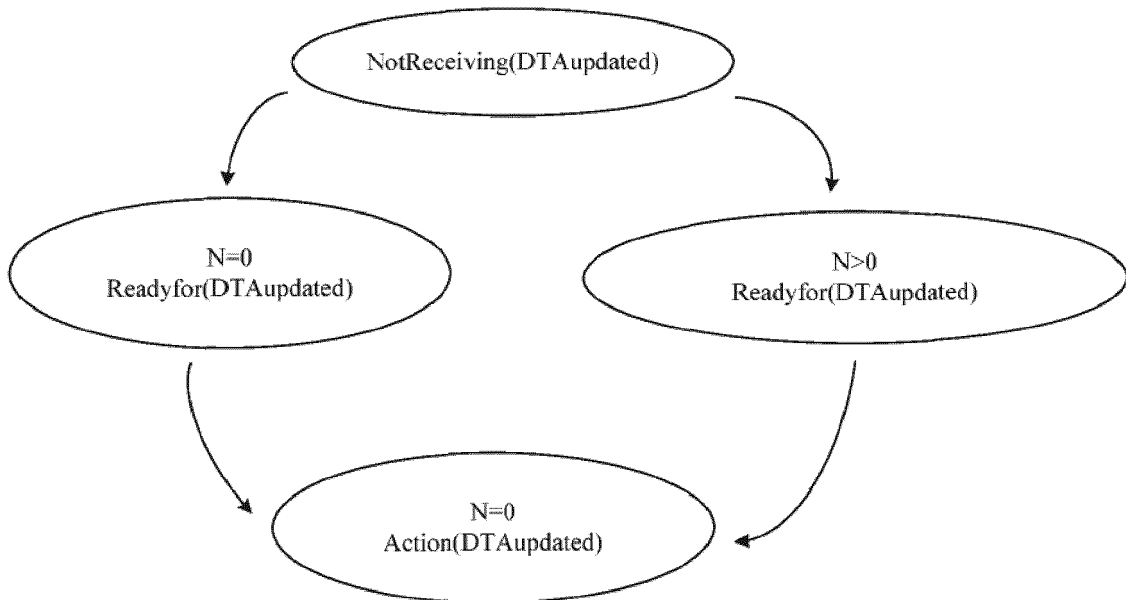 NotReceiving(DTAupdated)
N=0
Readyfor(DTAupdated)
N>0
Readyfor(DTAupdated)
N=0
Action(DTAupdated)